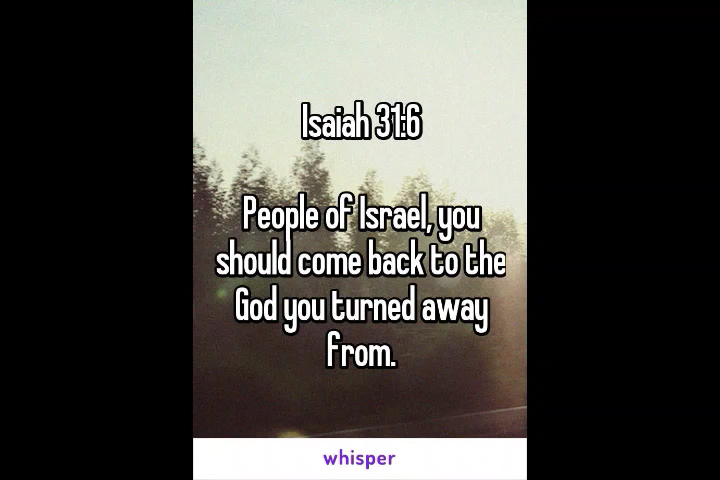 Isaiah 31:6
People of Israel, you
should come back to the
God you turned away
from.
whisper